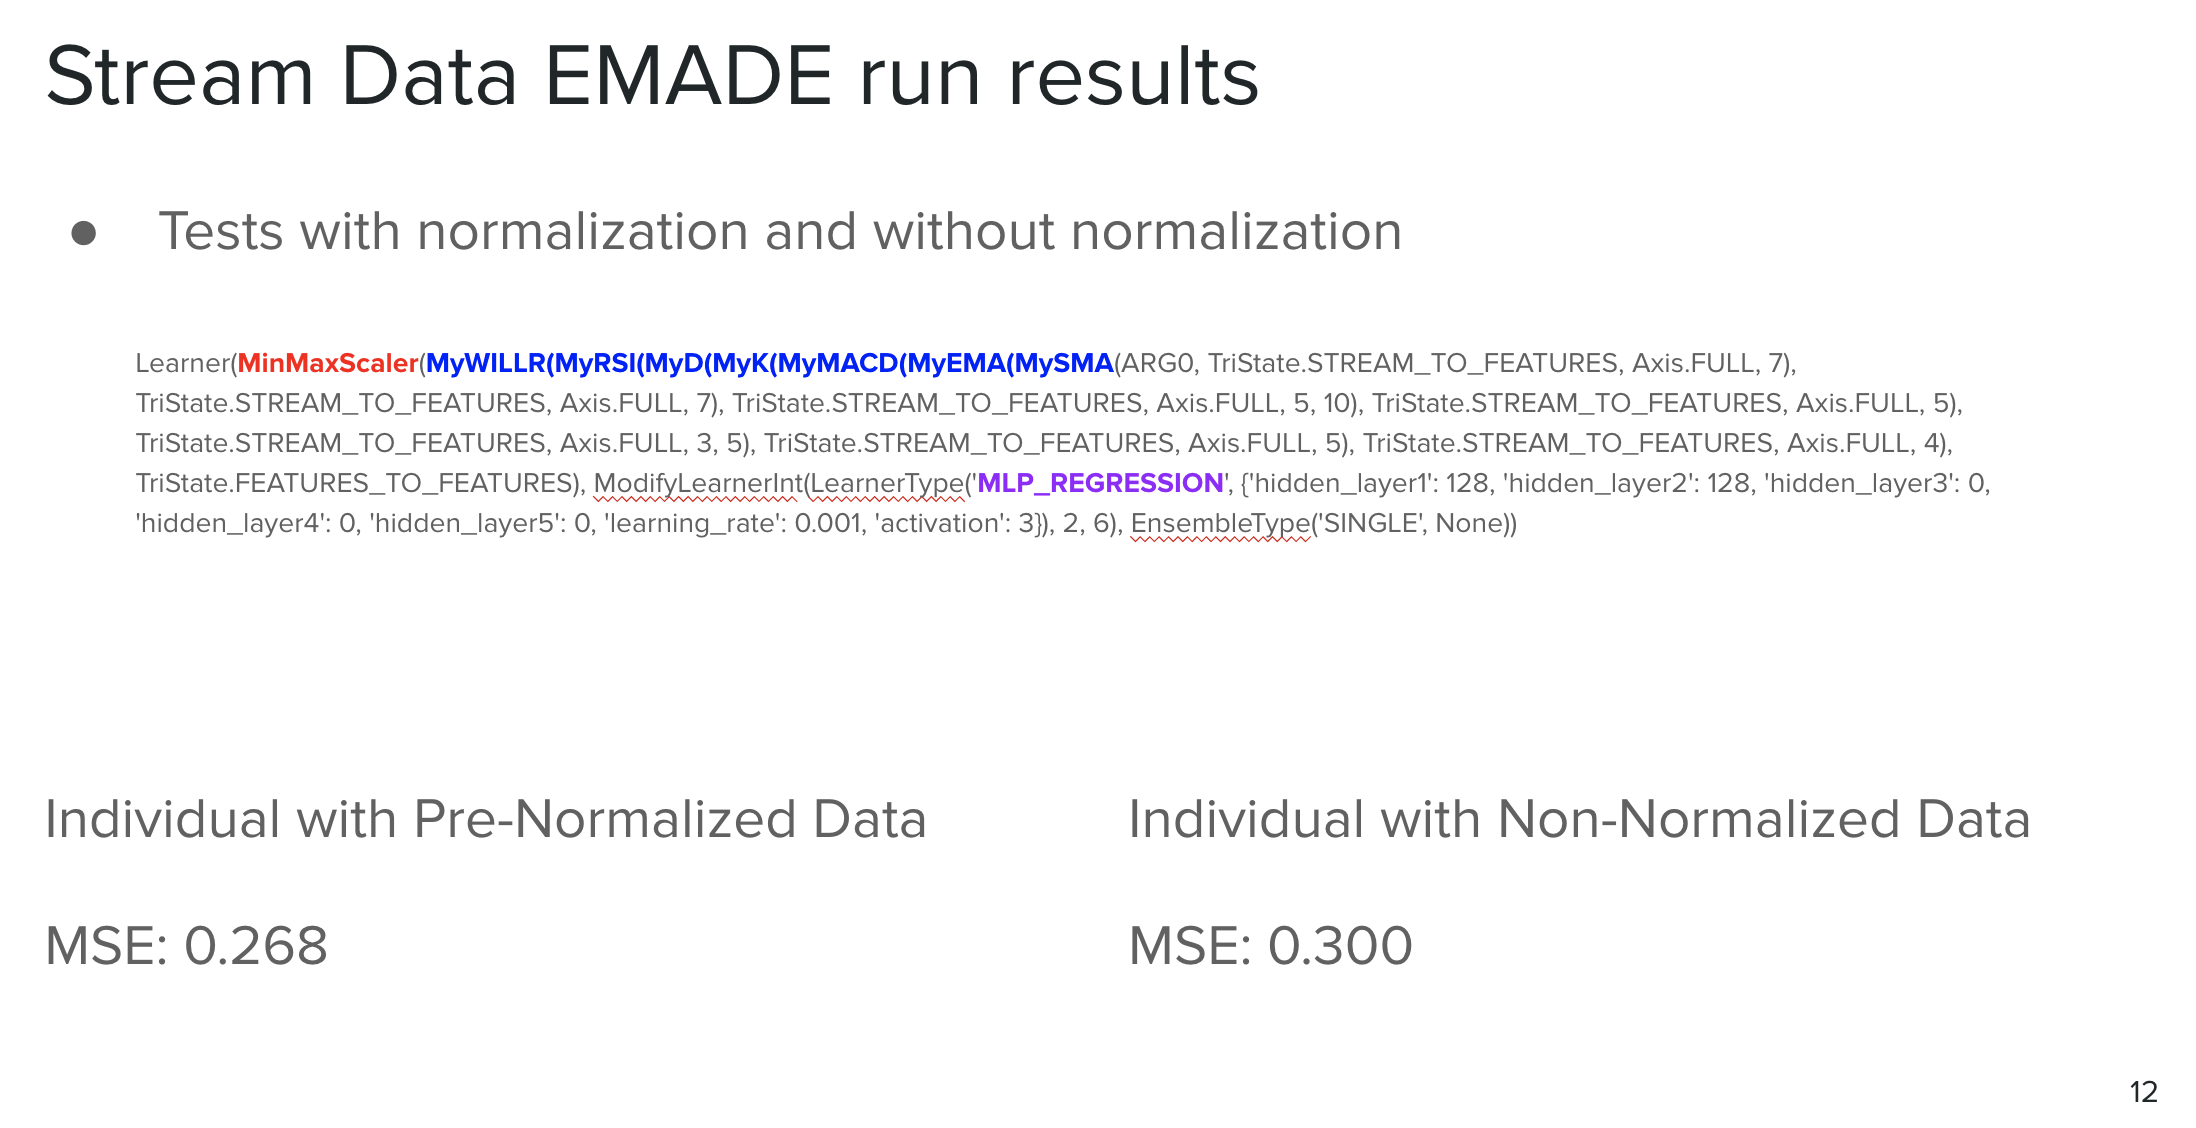 Stream Data EMADE run results
● Tests with normalization and without normalization
Learner(MinMaxScaler(MyWILLR(MyRSI(MyD(MyK(MyMACD(MyEMA(MySMA(ARG0, TriState.STREAM_TO_FEATURES, Axis.FULL, 7),
TriState.STREAM_TO_FEATURES, Axis.FULL, 7), TriState.STREAM_TO_FEATURES, Axis.FULL, 5, 10), TriState.STREAM_TO_FEATURES, Axis.FULL, 5),
TriState.STREAM_TO_FEATURES, Axis.FULL, 3, 5), TriState.STREAM_TO_FEATURES, Axis.FULL, 5), TriState.STREAM_TO_FEATURES, Axis.FULL, 4),
TriState.FEATURES_TO_FEATURES), ModifyLearnerInt(LearnerType('MLP_REGRESSION', {'hidden_layer1': 128, 'hidden_layer2': 128, 'hidden_layer3': 0,
'hidden_layer4': 0, 'hidden_layer5': 0, 'learning_rate': 0.001, 'activation': 3}), 2, 6), EnsembleType('SINGLE', None))
Individual with Pre-Normalized Data
MSE: 0.268
Individual with Non-Normalized Data
MSE: 0.300
12